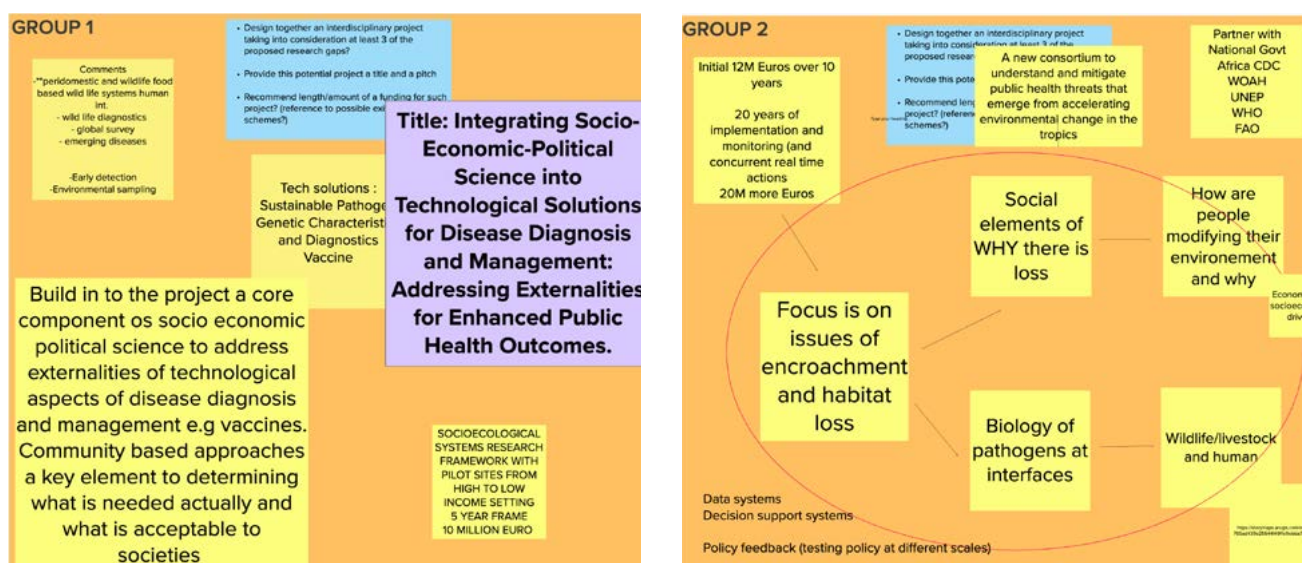 GROUP 1
Comments
-**peridomestic and wildlife food
based wild life systems human
int.
- wild life diagnostics
- global survey
- emerging diseases
-Early detection
-Environmental sampling
• Design together an interdisciplinary project
taking into consideration at least 3 of the
proposed research gaps?
• Provide this potential project a title and a pitch
• Recommend length/amount of a funding for such
project? (reference to possible
schemes?)
Tech solutions :
Sustainable
Genetic
and Diagnostics
Vaccine
Title: Integrating Socio-
Economic-Political
Science into
Technological Solutions
for Disease Diagnosis
and Management:
Addressing Externalities
for Enhanced Public
Health Outcomes.
Build in to the project a core
component os socio economic
political science to address
externalities of technological
aspects of disease diagnosis
and management e.g vaccines.
Community based approaches
a key element to determining
what is needed actually and
what is acceptable to
societies
SOCIOECOLOGICAL
SYSTEMS RESEARCH
FRAMEWORK WITH
PILOT SITES FROM
HIGH TO LOW
INCOME SETTING
5 YEAR FRAME
10 MILLION EURO
GROUP 2
Initial 12M Euros over 10
years
20 years of
implementation and
monitoring (and
concurrent real time
actions
20M more Euros
• Design together an interdisciplinary project
taking into consideration at least 3 of the
• Provide this
• Recommend
schemes?)
A new consortium to
understand and mitigate
public health threats that
emerge from accelerating
environmental change in the
tropics
Partner with
National Govt
Africa CDC
WOAH
UNEP
WHO
FAO
Social
elements of
WHY there is
loss
How are
people
modifying their
environement
and why
Focus is on
issues of
encroachment
and habitat
loss
Biology of
pathogens at
interfaces
Wildlife/livestock
and human
Data systems
Decision support systems
Policy feedback (testing policy at different scales)